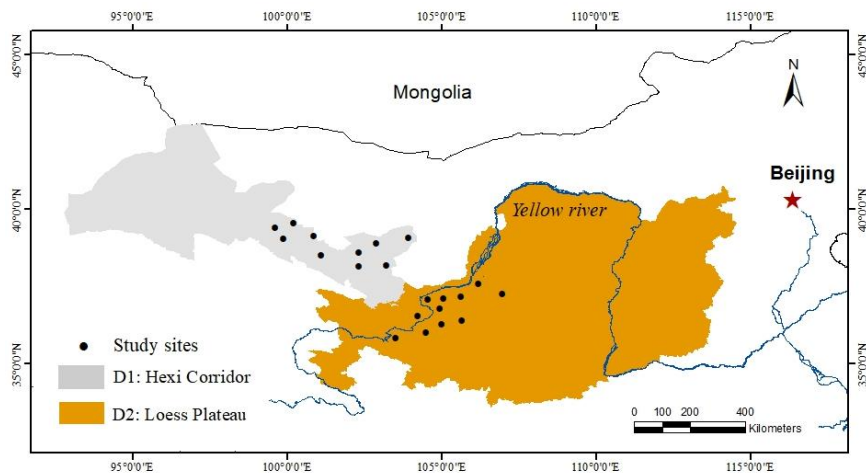 95°0'0"E 100°0'0"E 105°0'0"E 110°0'0"E 115°0'0"E
45°0'0"N 45°0'0"N
N
Mongolia
Beijing
40°0'0"N Yellow river 40°0'0"N
Study sites
35°0'0"N D1: Hexi Corridor 35°0'0"N
D2: Loess Plateau
0 100 200 400
Kilometers
95°0'0"E 100°0'0"E 105°0'0"E 110°0'0"E 115°0'0"E